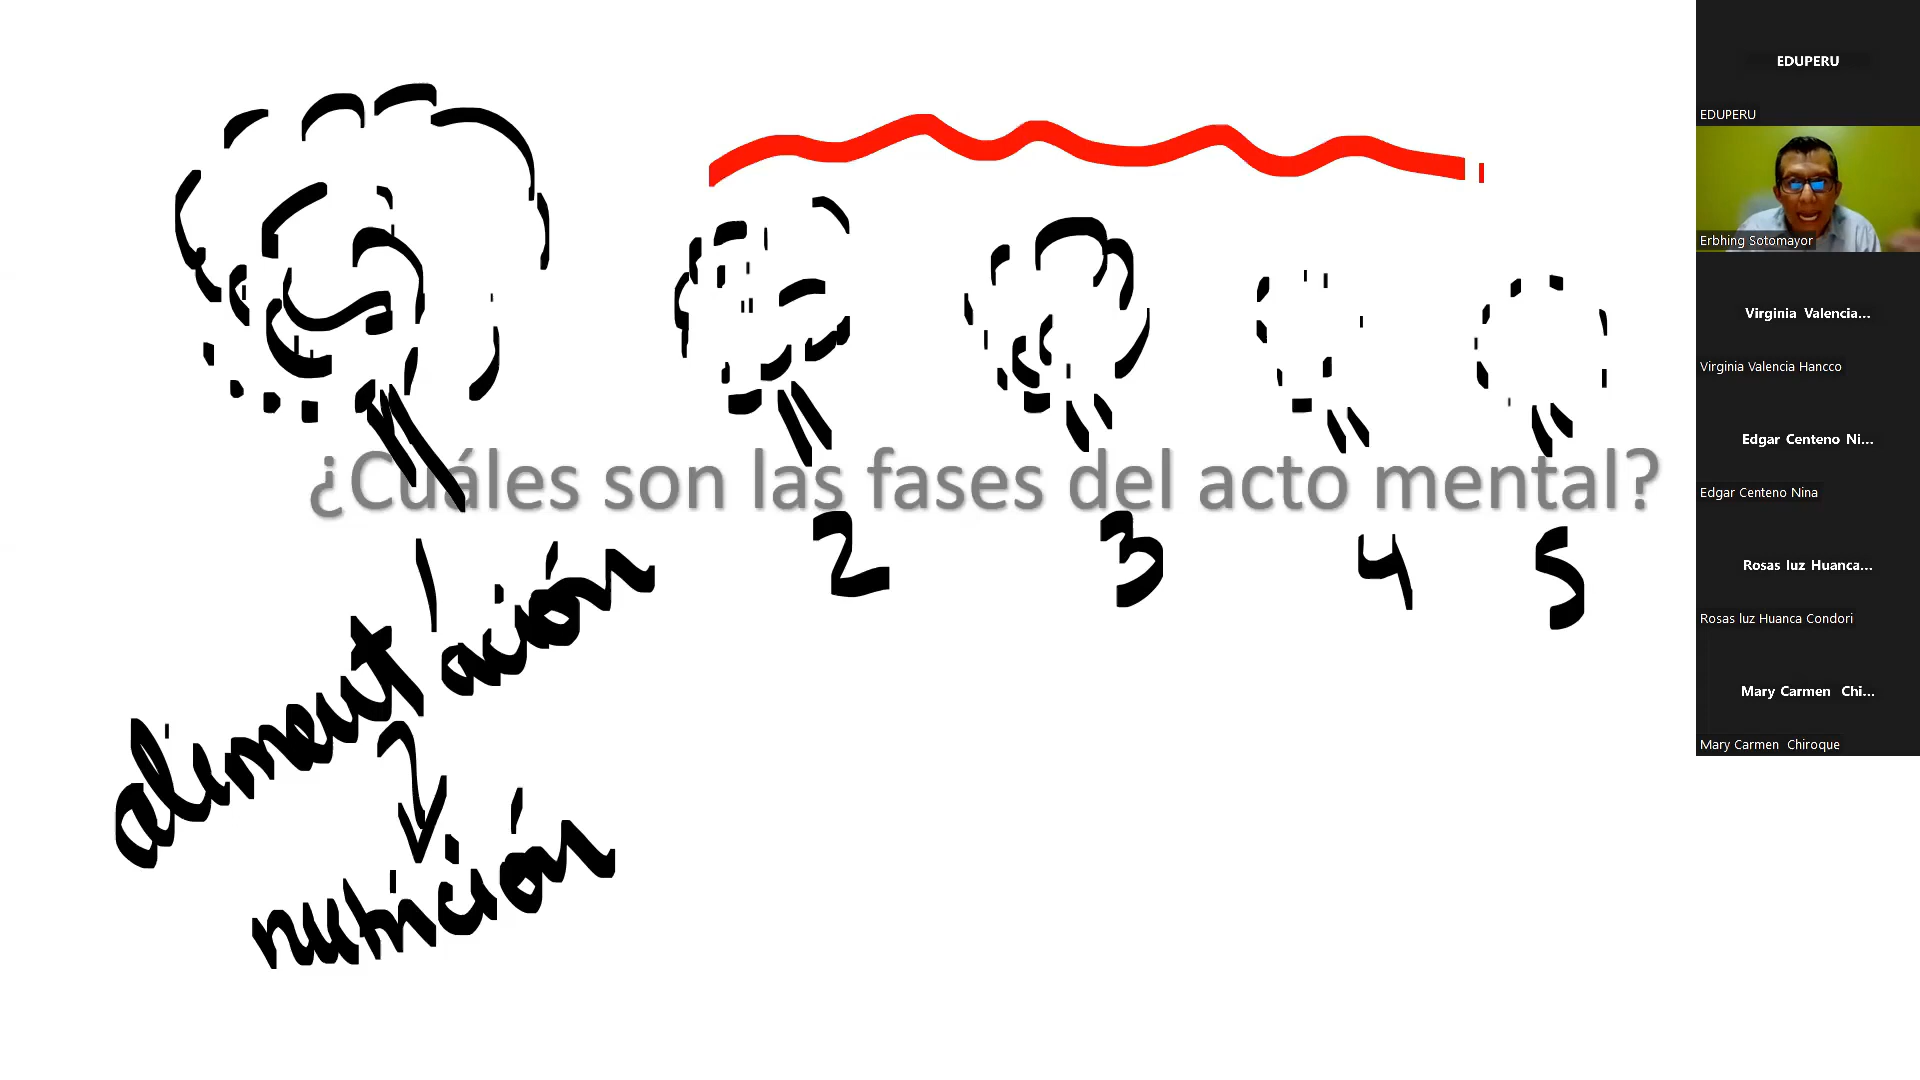 ¿Cuáles son las fases del acto mental?
1
2
3
4
5
alimentación
nutrición
EDUPERU
EDUPERU
Erbhing Sotomayor
Virginia Valencia...
Virginia Valencia Hancco
Edgar Centeno Ni...
Edgar Centeno Nina
Rosas luz Huanca...
Rosas luz Huanca Condori
Mary Carmen Chi...
Mary Carmen Chiroque